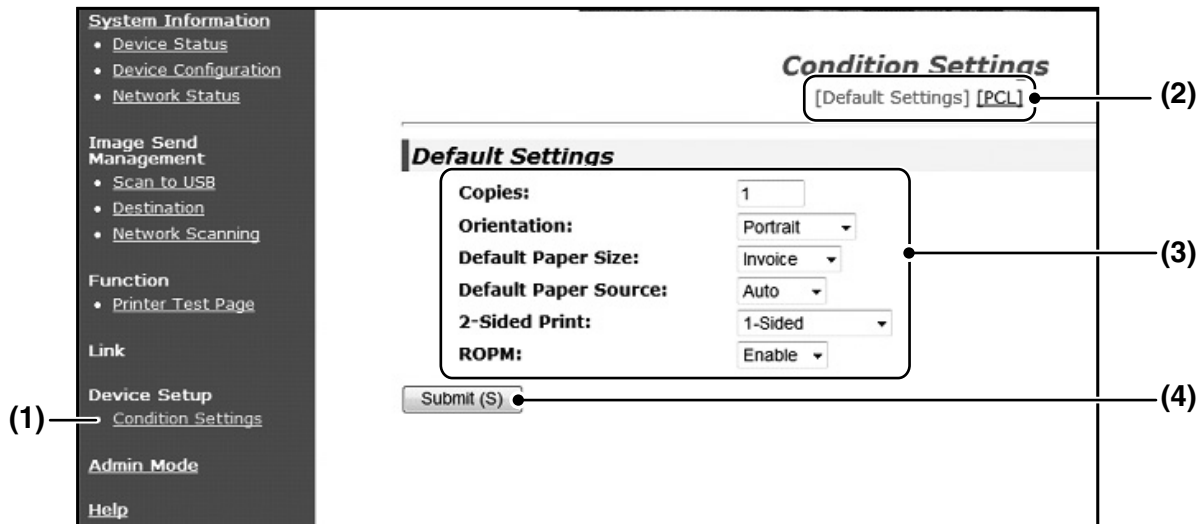 System Information
• Device Status
• Device Configuration
• Network Status
Image Send
Management
• Scan to USB
• Destination
• Network Scanning
Function
• Printer Test Page
Link
Device Setup
(1)
• Condition Settings
Admin Mode
Help
Condition Settings
[Default Settings] [PCL]
(2)
Default Settings
Copies: 1
Orientation: Portrait
Default Paper Size: Invoice
(3)
Default Paper Source: Auto
2-Sided Print: 1-Sided
ROPM: Enable
Submit (S)
(4)